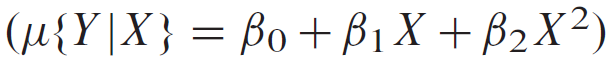 (μ{Y|X} = β₀ + β₁X + β₂X²)